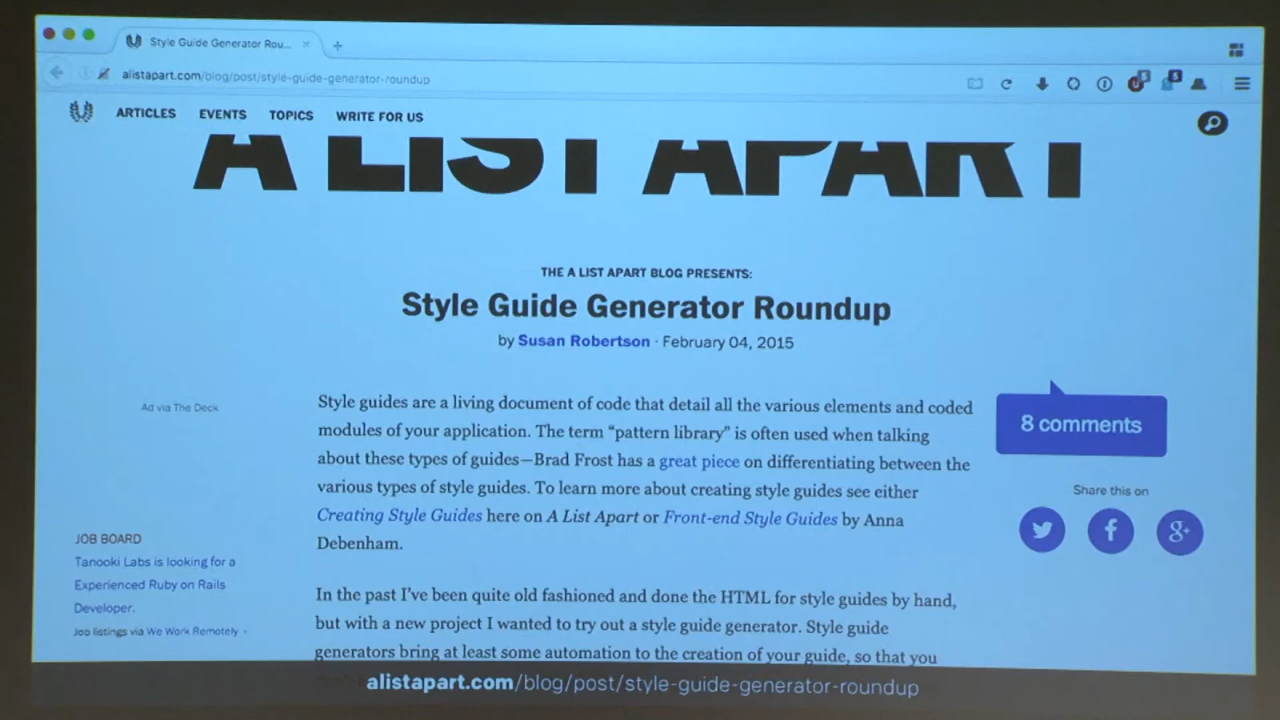 Style Guide Generator Rou...
alistapart.com/blog/post/style-guide-generator-roundup
ARTICLES EVENTS TOPICS WRITE FOR US
A LIST APART
THE A LIST APART BLOG PRESENTS:
Style Guide Generator Roundup
by Susan Robertson · February 04, 2015
Ad via The Deck
Style guides are a living document of code that detail all the various elements and coded
modules of your application. The term “pattern library” is often used when talking
about these types of guides—Brad Frost has a great piece on differentiating between the
various types of style guides. To learn more about creating style guides see either
Creating Style Guides here on A List Apart or Front-end Style Guides by Anna
Debenham.
8 comments
Share this on
JOB BOARD
Tanooki Labs is looking for a
Experienced Ruby on Rails
Developer.
Job listings via We Work Remotely ›
In the past I’ve been quite old fashioned and done the HTML for style guides by hand,
but with a new project I wanted to try out a style guide generator. Style guide
generators bring at least some automation to the creation of your guide, so that you
alistapart.com/blog/post/style-guide-generator-roundup